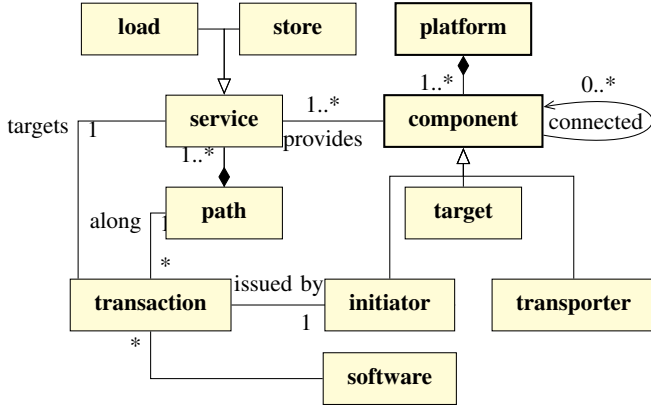 load store platform
1..* 0..*
targets 1 service 1..* provides component connected
1..*
along 1 path target
*
transaction issued by 1 initiator transporter
*
software